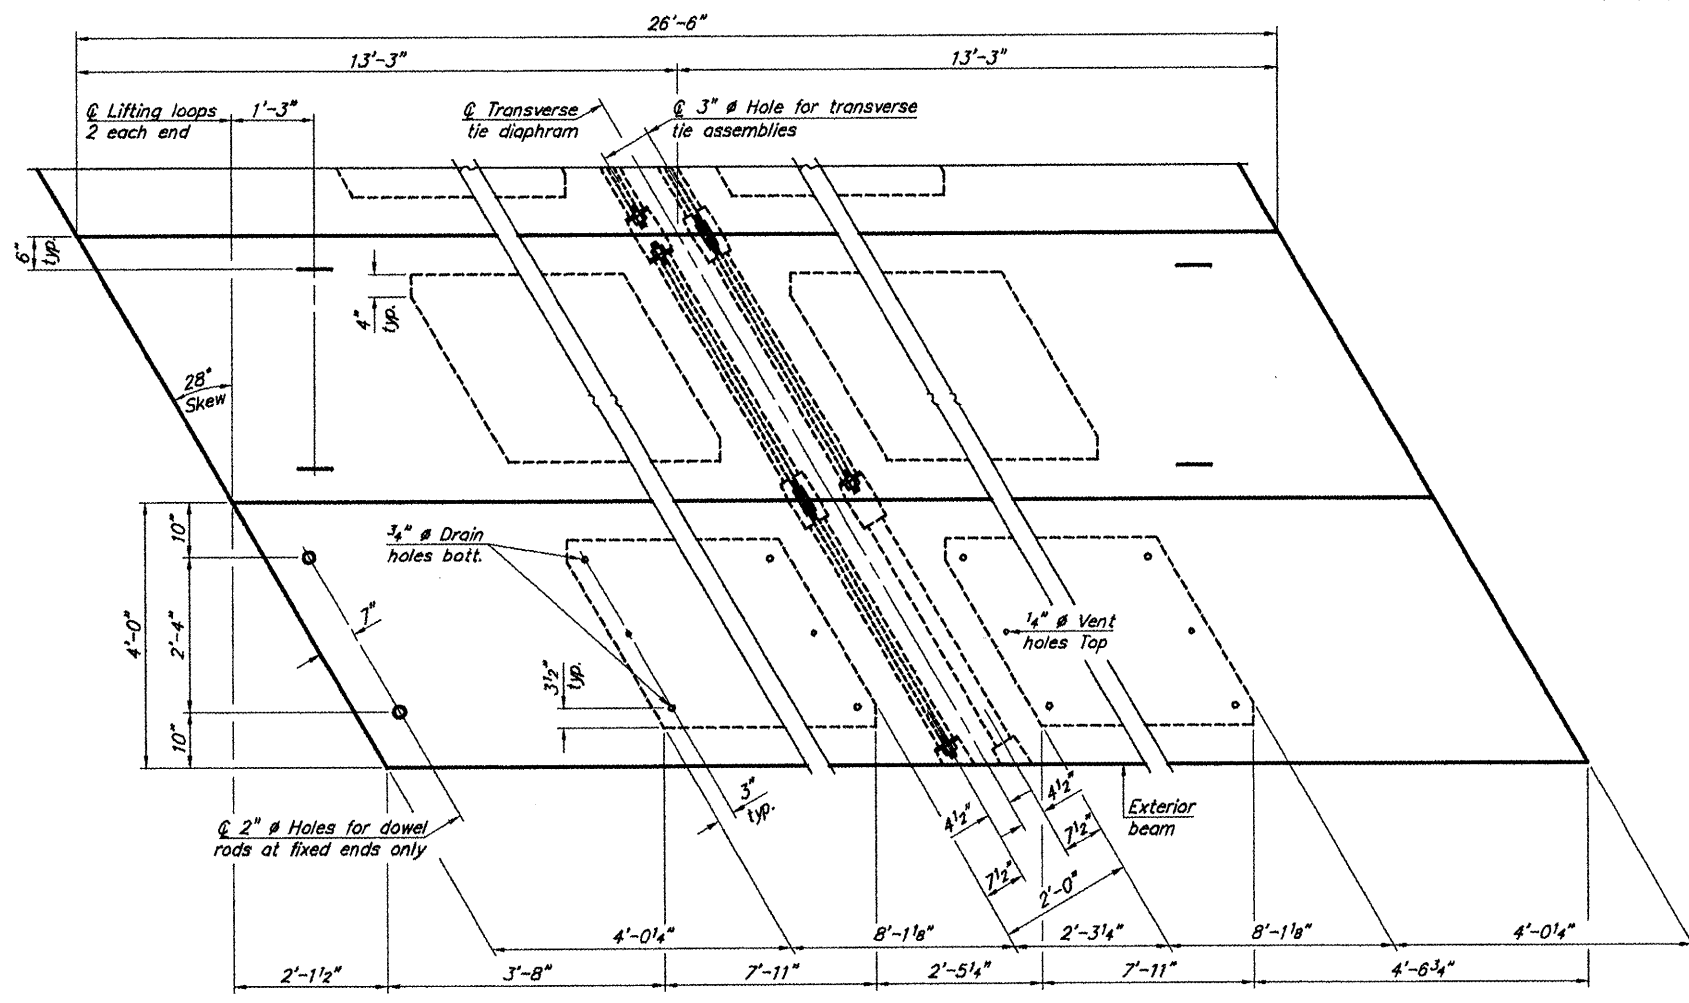 26'-6"
13'-3"
13'-3"
℄ Lifting loops
2 each end
1'-3"
℄ Transverse
tie diaphram
℄ 3" ø Hole for transverse
tie assemblies
6"
typ.
4"
typ.
28°
Skew
10"
2'-4"
10"
4'-0"
7"
3/4" ø Drain
holes bott.
3 1/2"
typ.
1/4" ø Vent
holes Top
℄ 2" ø Holes for dowel
rods at fixed ends only
3"
typ.
4 1/2"
7 1/2"
4 1/2"
7 1/2"
2'-0"
Exterior
beam
4'-0 1/4"
8'-1 1/8"
2'-3 1/4"
8'-1 1/8"
4'-0 1/4"
2'-1 1/2"
3'-8"
7'-11"
2'-5 1/4"
7'-11"
4'-6 3/4"